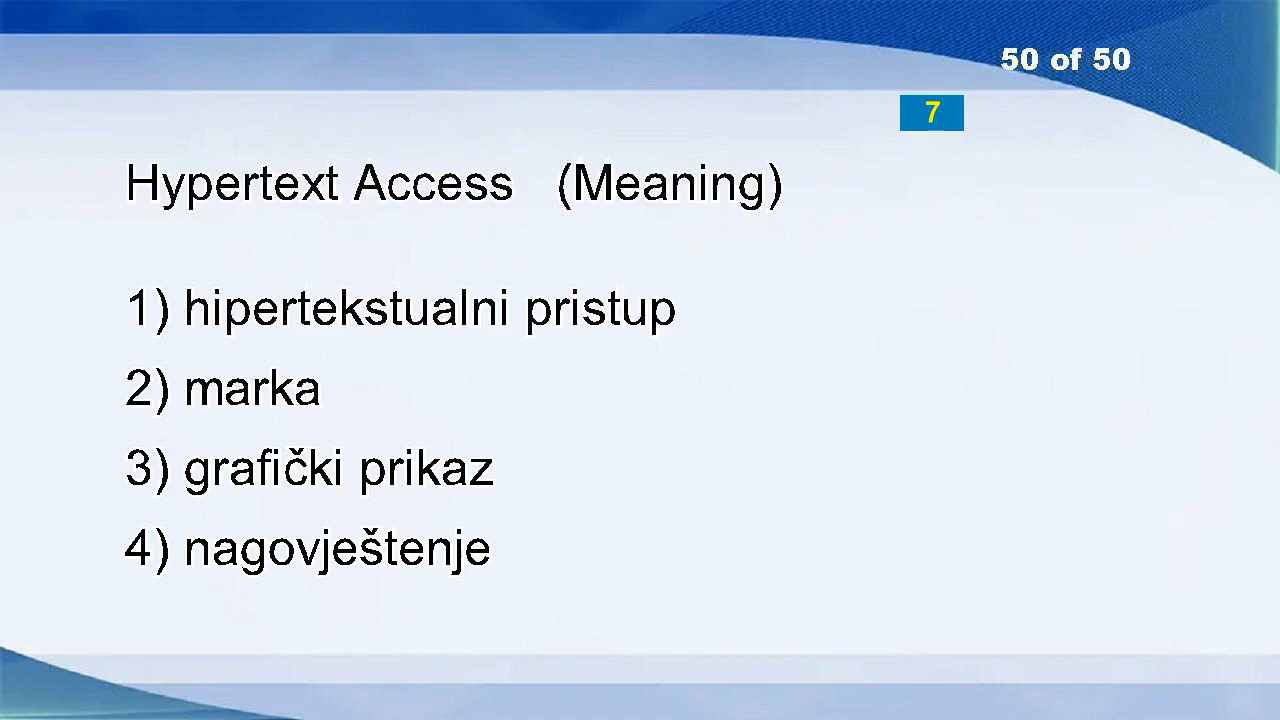 50 of 50
7
Hypertext Access (Meaning)
1) hipertekstualni pristup
2) marka
3) grafički prikaz
4) nagovještenje